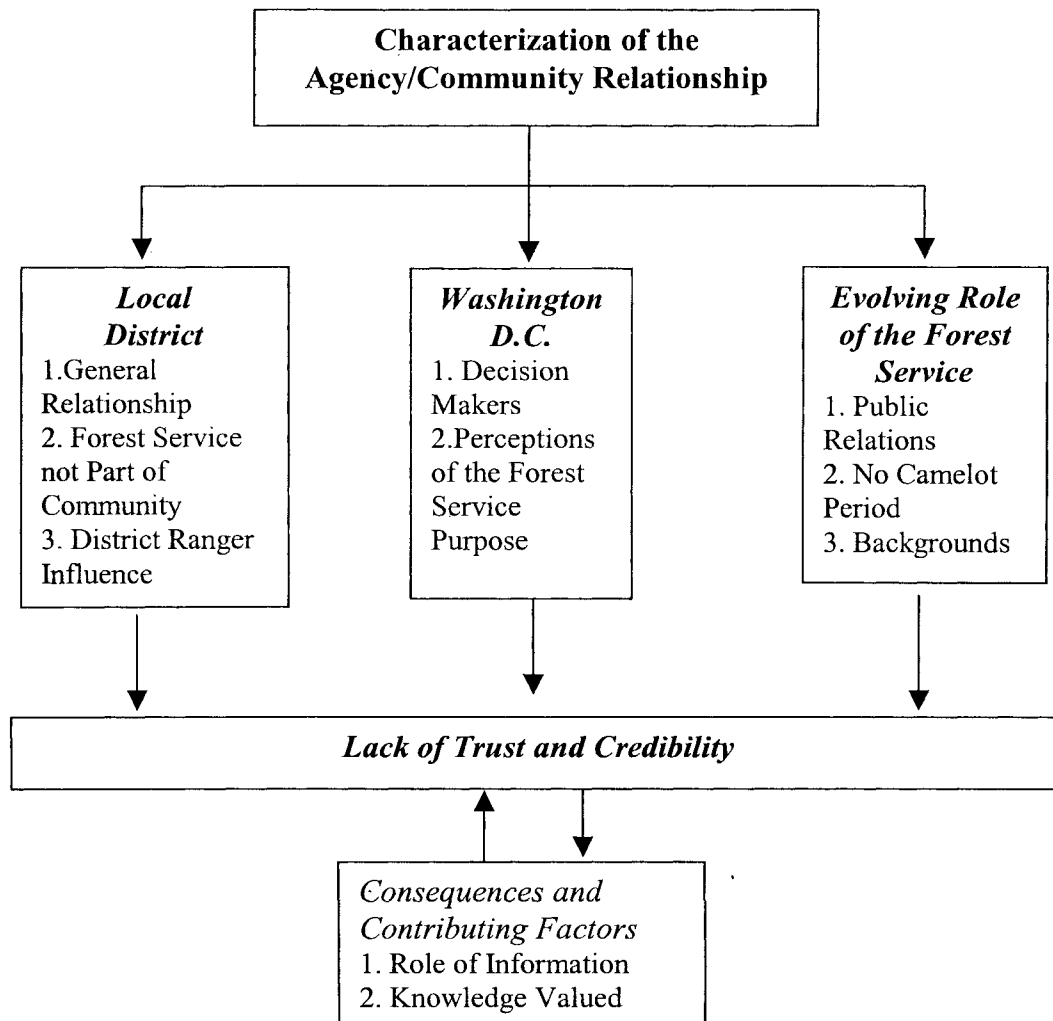 Characterization of the
Agency/Community Relationship
Local
District
1.General
Relationship
2. Forest Service
not Part of
Community
3. District Ranger
Influence
Washington
D.C.
1. Decision
Makers
2.Perceptions
of the Forest
Service
Purpose
Evolving Role
of the Forest
Service
1. Public
Relations
2. No Camelot
Period
3. Backgrounds
Lack of Trust and Credibility
Consequences and
Contributing Factors
1. Role of Information
2. Knowledge Valued